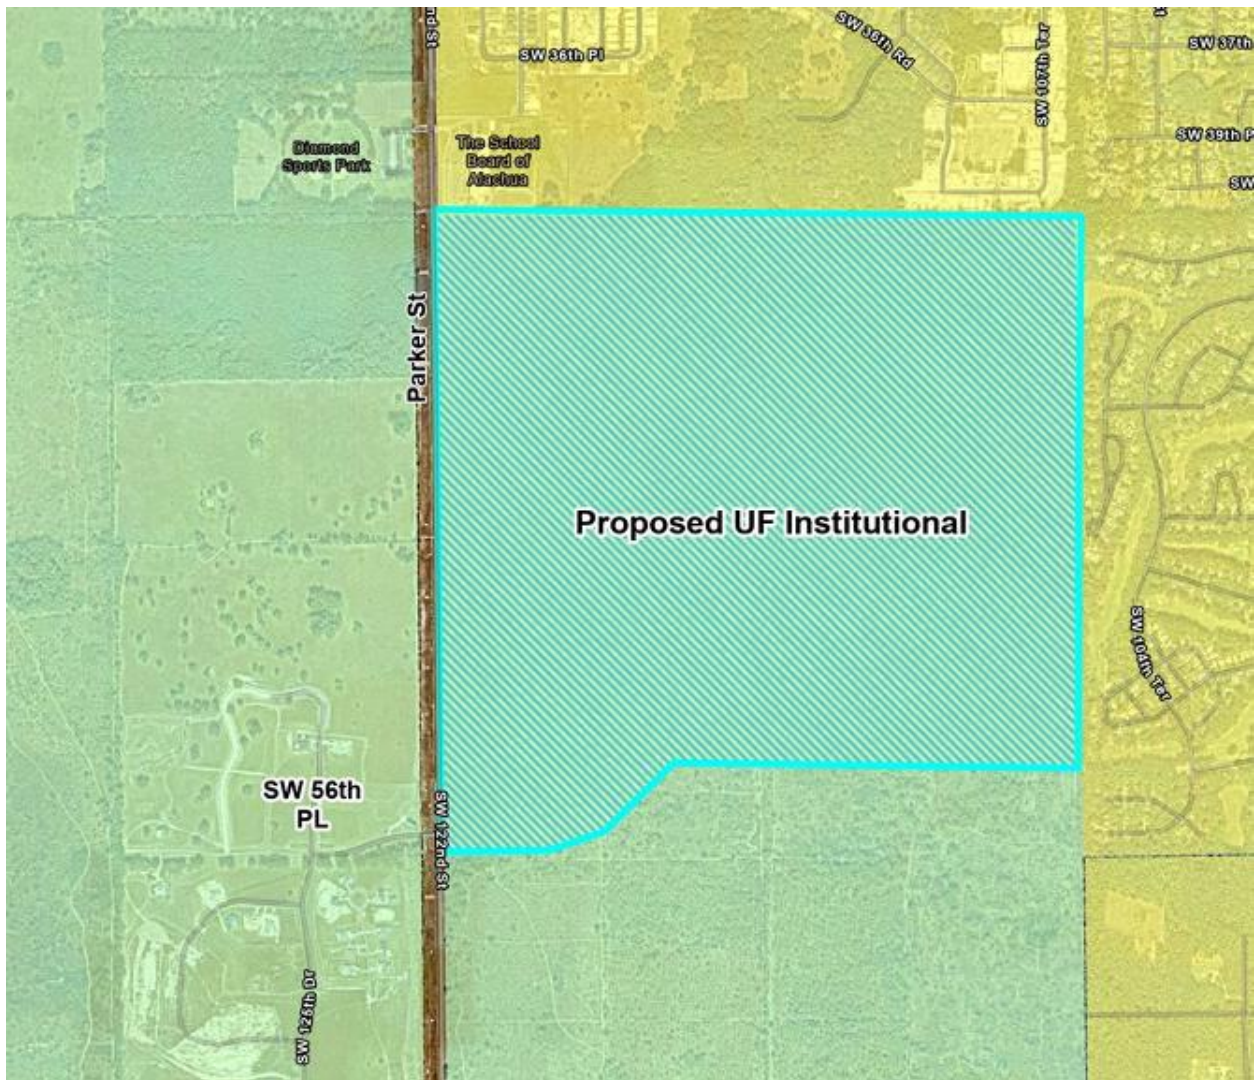 nd St
SW 36th Pl
SW 36th Rd
SW 107th Ter
SW 37th
SW 39th P
SW
Diamond
Sports Park
The School
Board of
Alachua
Parker St
Proposed UF Institutional
SW 104th Ter
SW 56th
PL
SW 122nd St
SW 126th Dr